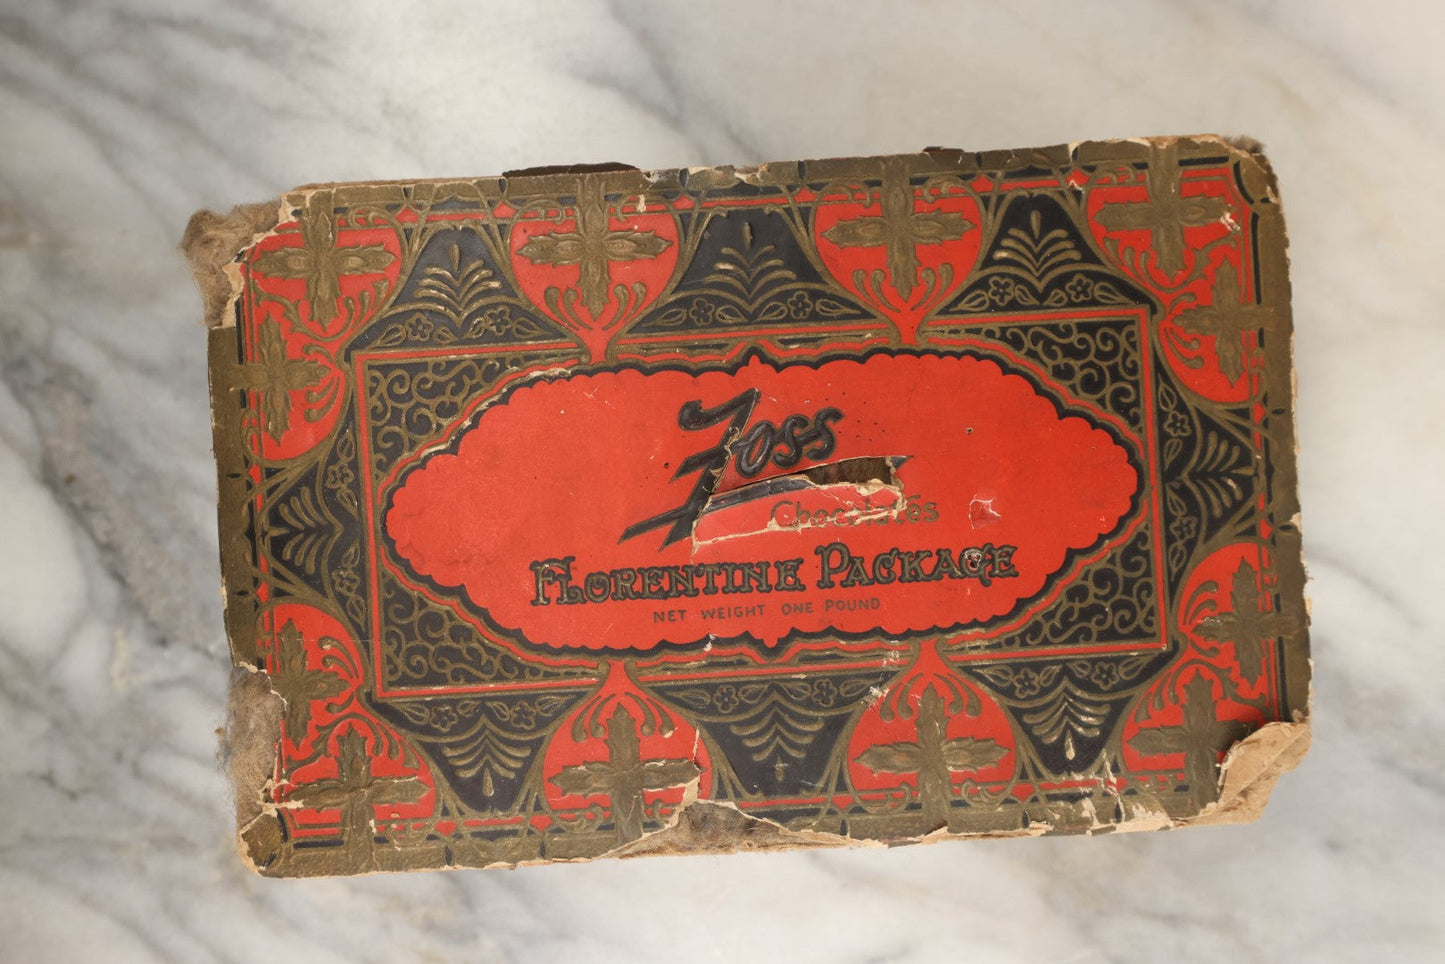 Foss
Chocolates
FLORENTINE PACKAGE
NET WEIGHT ONE POUND